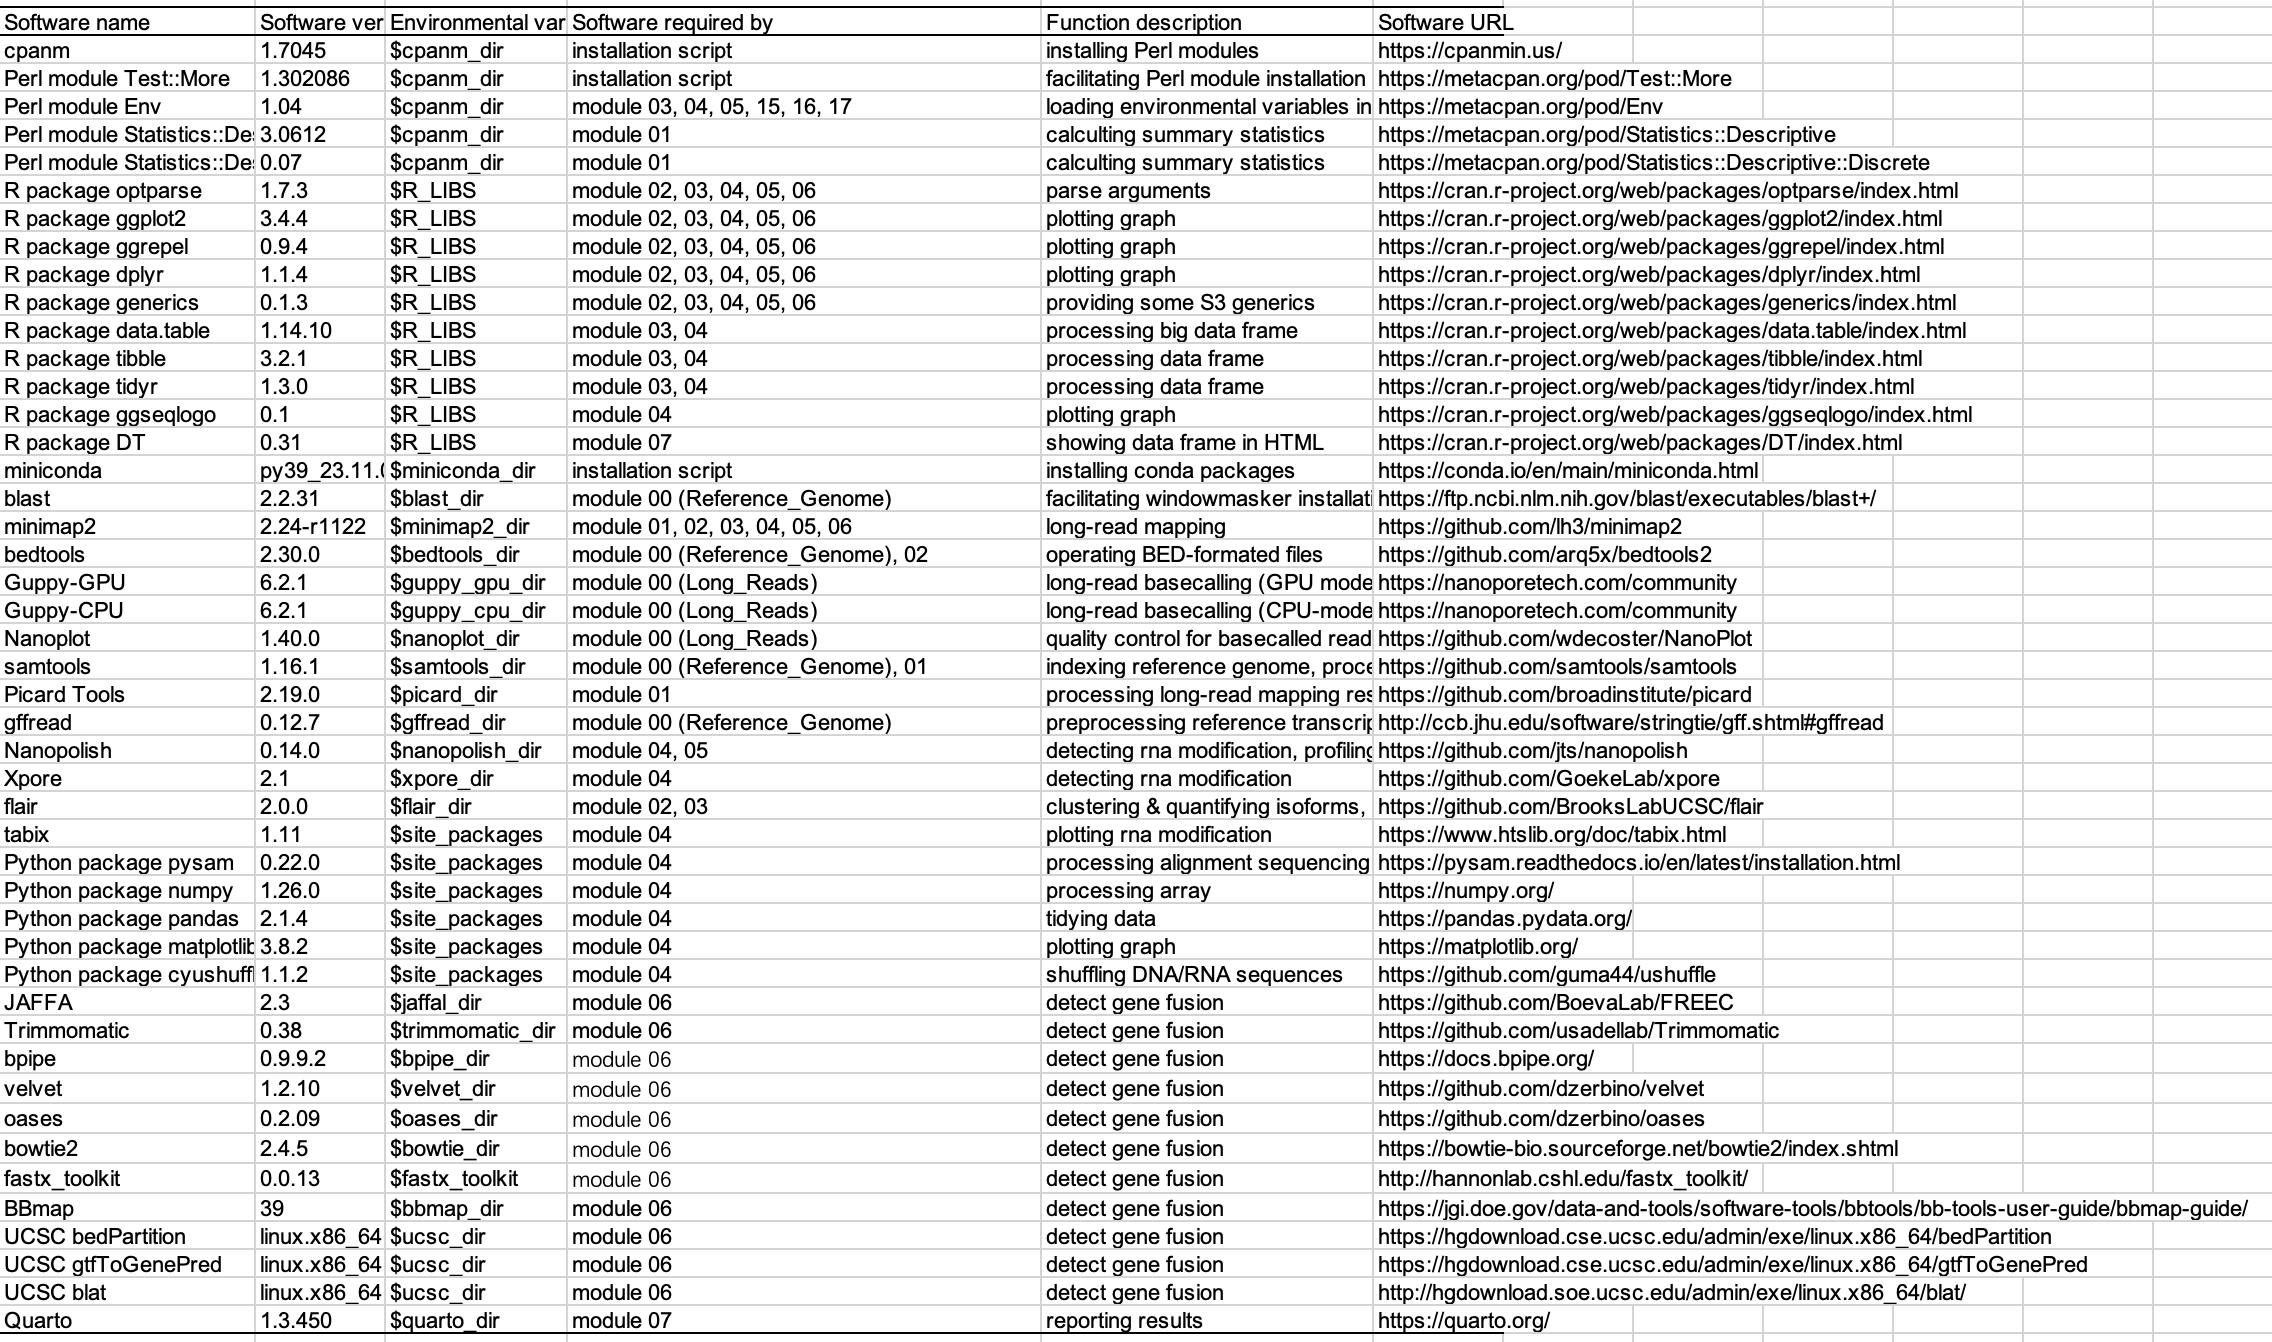 Software name Software ver Environmental var Software required by Function description Software URL
cpanm 1.7045 $cpanm_dir installation script installing Perl modules https://cpanmin.us/
Perl module Test::More 1.302086 $cpanm_dir installation script facilitating Perl module installation https://metacpan.org/pod/Test::More
Perl module Env 1.04 $cpanm_dir module 03, 04, 05, 15, 16, 17 loading environmental variables in https://metacpan.org/pod/Env
Perl module Statistics::De 3.0612 $cpanm_dir module 01 calculting summary statistics https://metacpan.org/pod/Statistics::Descriptive
Perl module Statistics::De 0.07 $cpanm_dir module 01 calculting summary statistics https://metacpan.org/pod/Statistics::Descriptive::Discrete
R package optparse 1.7.3 $R_LIBS module 02, 03, 04, 05, 06 parse arguments https://cran.r-project.org/web/packages/optparse/index.html
R package ggplot2 3.4.4 $R_LIBS module 02, 03, 04, 05, 06 plotting graph https://cran.r-project.org/web/packages/ggplot2/index.html
R package ggrepel 0.9.4 $R_LIBS module 02, 03, 04, 05, 06 plotting graph https://cran.r-project.org/web/packages/ggrepel/index.html
R package dplyr 1.1.4 $R_LIBS module 02, 03, 04, 05, 06 plotting graph https://cran.r-project.org/web/packages/dplyr/index.html
R package generics 0.1.3 $R_LIBS module 02, 03, 04, 05, 06 providing some S3 generics https://cran.r-project.org/web/packages/generics/index.html
R package data.table 1.14.10 $R_LIBS module 03, 04 processing big data frame https://cran.r-project.org/web/packages/data.table/index.html
R package tibble 3.2.1 $R_LIBS module 03, 04 processing data frame https://cran.r-project.org/web/packages/tibble/index.html
R package tidyr 1.3.0 $R_LIBS module 03, 04 processing data frame https://cran.r-project.org/web/packages/tidyr/index.html
R package ggseqlogo 0.1 $R_LIBS module 04 plotting graph https://cran.r-project.org/web/packages/ggseqlogo/index.html
R package DT 0.31 $R_LIBS module 07 showing data frame in HTML https://cran.r-project.org/web/packages/DT/index.html
miniconda py39_23.11.0 $miniconda_dir installation script installing conda packages https://conda.io/en/main/miniconda.html
blast 2.2.31 $blast_dir module 00 (Reference_Genome) facilitating windowmasker installati https://ftp.ncbi.nlm.nih.gov/blast/executables/blast+/
minimap2 2.24-r1122 $minimap2_dir module 01, 02, 03, 04, 05, 06 long-read mapping https://github.com/lh3/minimap2
bedtools 2.30.0 $bedtools_dir module 00 (Reference_Genome), 02 operating BED-formated files https://github.com/arq5x/bedtools2
Guppy-GPU 6.2.1 $guppy_gpu_dir module 00 (Long_Reads) long-read basecalling (GPU mode https://nanoporetech.com/community
Guppy-CPU 6.2.1 $guppy_cpu_dir module 00 (Long_Reads) long-read basecalling (CPU-mode https://nanoporetech.com/community
Nanoplot 1.40.0 $nanoplot_dir module 00 (Long_Reads) quality control for basecalled read https://github.com/wdecoster/NanoPlot
samtools 1.16.1 $samtools_dir module 00 (Reference_Genome), 01 indexing reference genome, proce https://github.com/samtools/samtools
Picard Tools 2.19.0 $picard_dir module 01 processing long-read mapping res https://github.com/broadinstitute/picard
gffread 0.12.7 $gffread_dir module 00 (Reference_Genome) preprocessing reference transcrip http://ccb.jhu.edu/software/stringtie/gff.shtml#gffread
Nanopolish 0.14.0 $nanopolish_dir module 04, 05 detecting rna modification, profiling https://github.com/jts/nanopolish
Xpore 2.1 $xpore_dir module 04 detecting rna modification https://github.com/GoekeLab/xpore
flair 2.0.0 $flair_dir module 02, 03 clustering & quantifying isoforms, https://github.com/BrooksLabUCSC/flair
tabix 1.11 $site_packages module 04 plotting rna modification https://www.htslib.org/doc/tabix.html
Python package pysam 0.22.0 $site_packages module 04 processing alignment sequencing https://pysam.readthedocs.io/en/latest/installation.html
Python package numpy 1.26.0 $site_packages module 04 processing array https://numpy.org/
Python package pandas 2.1.4 $site_packages module 04 tidying data https://pandas.pydata.org/
Python package matplotlib 3.8.2 $site_packages module 04 plotting graph https://matplotlib.org/
Python package cyushuff 1.1.2 $site_packages module 04 shuffling DNA/RNA sequences https://github.com/guma44/ushuffle
JAFFA 2.3 $jaffal_dir module 06 detect gene fusion https://github.com/BoevaLab/FREEC
Trimmomatic 0.38 $trimmomatic_dir module 06 detect gene fusion https://github.com/usadellab/Trimmomatic
bpipe 0.9.9.2 $bpipe_dir module 06 detect gene fusion https://docs.bpipe.org/
velvet 1.2.10 $velvet_dir module 06 detect gene fusion https://github.com/dzerbino/velvet
oases 0.2.09 $oases_dir module 06 detect gene fusion https://github.com/dzerbino/oases
bowtie2 2.4.5 $bowtie_dir module 06 detect gene fusion https://bowtie-bio.sourceforge.net/bowtie2/index.shtml
fastx_toolkit 0.0.13 $fastx_toolkit module 06 detect gene fusion http://hannonlab.cshl.edu/fastx_toolkit/
BBmap 39 $bbmap_dir module 06 detect gene fusion https://jgi.doe.gov/data-and-tools/software-tools/bbtools/bb-tools-user-guide/bbmap-guide/
UCSC bedPartition linux.x86_64 $ucsc_dir module 06 detect gene fusion https://hgdownload.cse.ucsc.edu/admin/exe/linux.x86_64/bedPartition
UCSC gtfToGenePred linux.x86_64 $ucsc_dir module 06 detect gene fusion https://hgdownload.cse.ucsc.edu/admin/exe/linux.x86_64/gtfToGenePred
UCSC blat linux.x86_64 $ucsc_dir module 06 detect gene fusion http://hgdownload.soe.ucsc.edu/admin/exe/linux.x86_64/blat/
Quarto 1.3.450 $quarto_dir module 07 reporting results https://quarto.org/